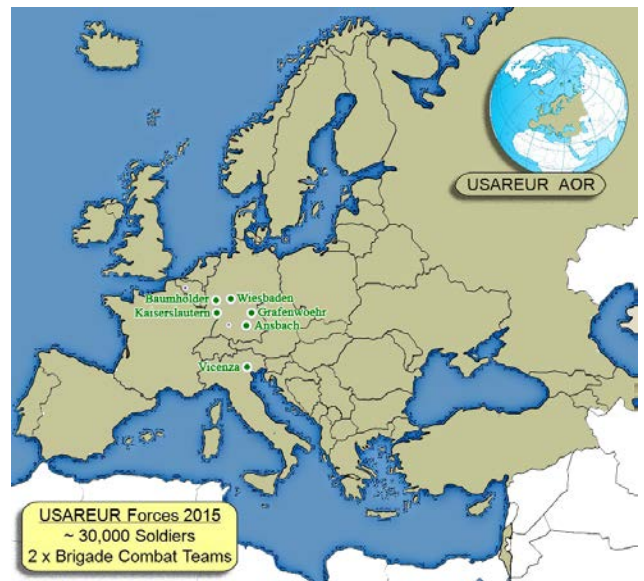 USAREUR AOR
Baumholder
Wiesbaden
Kaiserslautern
Grafenwoehr
Ansbach
Vicenza
USAREUR Forces 2015
~ 30,000 Soldiers
2 x Brigade Combat Teams